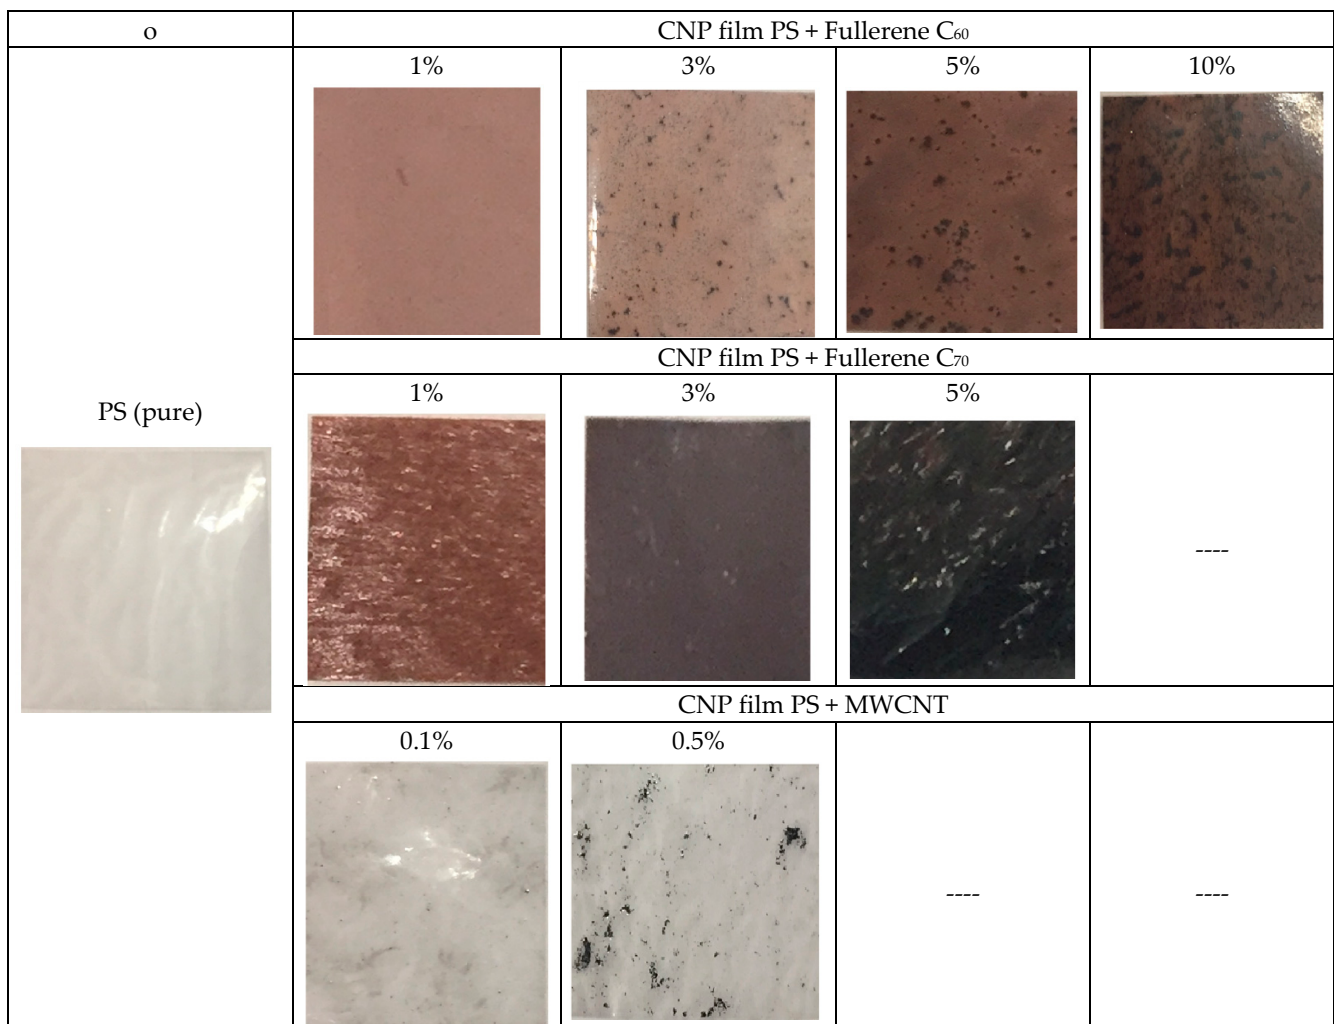 o
CNP film PS + Fullerene C₆₀
1%
3%
5%
10%
CNP film PS + Fullerene C₇₀
1%
3%
5%
----
PS (pure)
CNP film PS + MWCNT
0.1%
0.5%
----
----